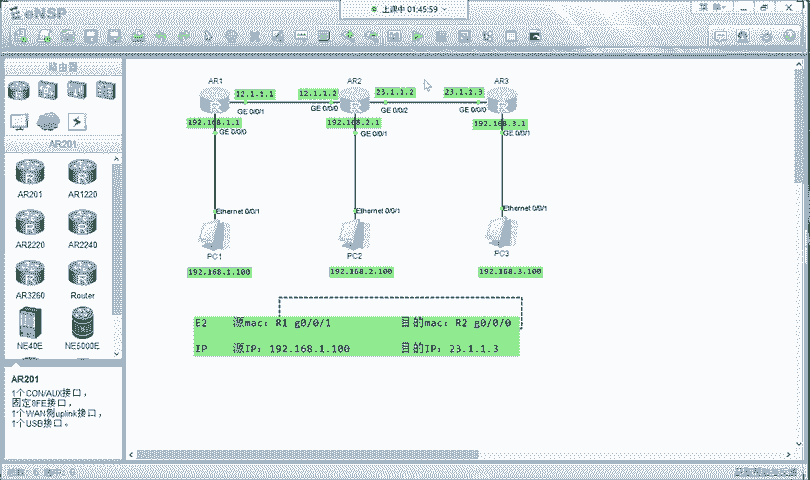 eNSP
上课中 01:45:59
菜 单
路由器
AR201
AR201
AR1220
AR2220
AR2240
AR3260
Router
NE40E
NE5000E
AR201
1个CON/AUX接口,
固定8FE接口,
1个WAN侧uplink接口,
1个USB接口。
AR1
AR2
AR3
12.1.1.1
12.1.1.2
23.1.1.2
23.1.1.3
GE 0/0/1
GE 0/0/0
GE 0/0/2
GE 0/0/0
192.168.1.1
192.168.2.1
192.168.3.1
GE 0/0/0
GE 0/0/1
GE 0/0/1
Ethernet 0/0/1
Ethernet 0/0/1
Ethernet 0/0/1
PC1
PC2
PC3
192.168.1.100
192.168.2.100
192.168.3.100
E2 源mac: R1 g0/0/1 目的mac: R2 g0/0/0
IP 源IP: 192.168.1.100 目的IP: 23.1.1.3